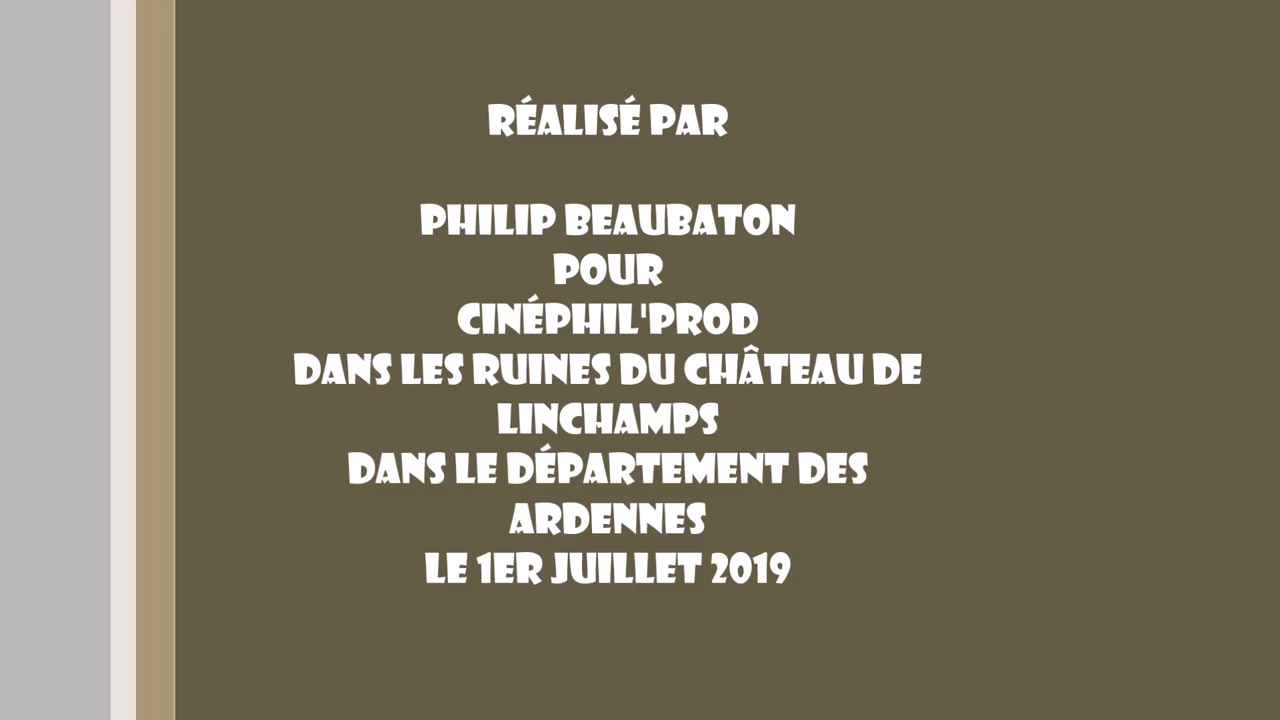 RÉALISÉ PAR
PHILIP BEAUBATON
POUR
CINÉPHIL'PROD
DANS LES RUINES DU CHÂTEAU DE
LINCHAMPS
DANS LE DÉPARTEMENT DES
ARDENNES
LE 1ER JUILLET 2019